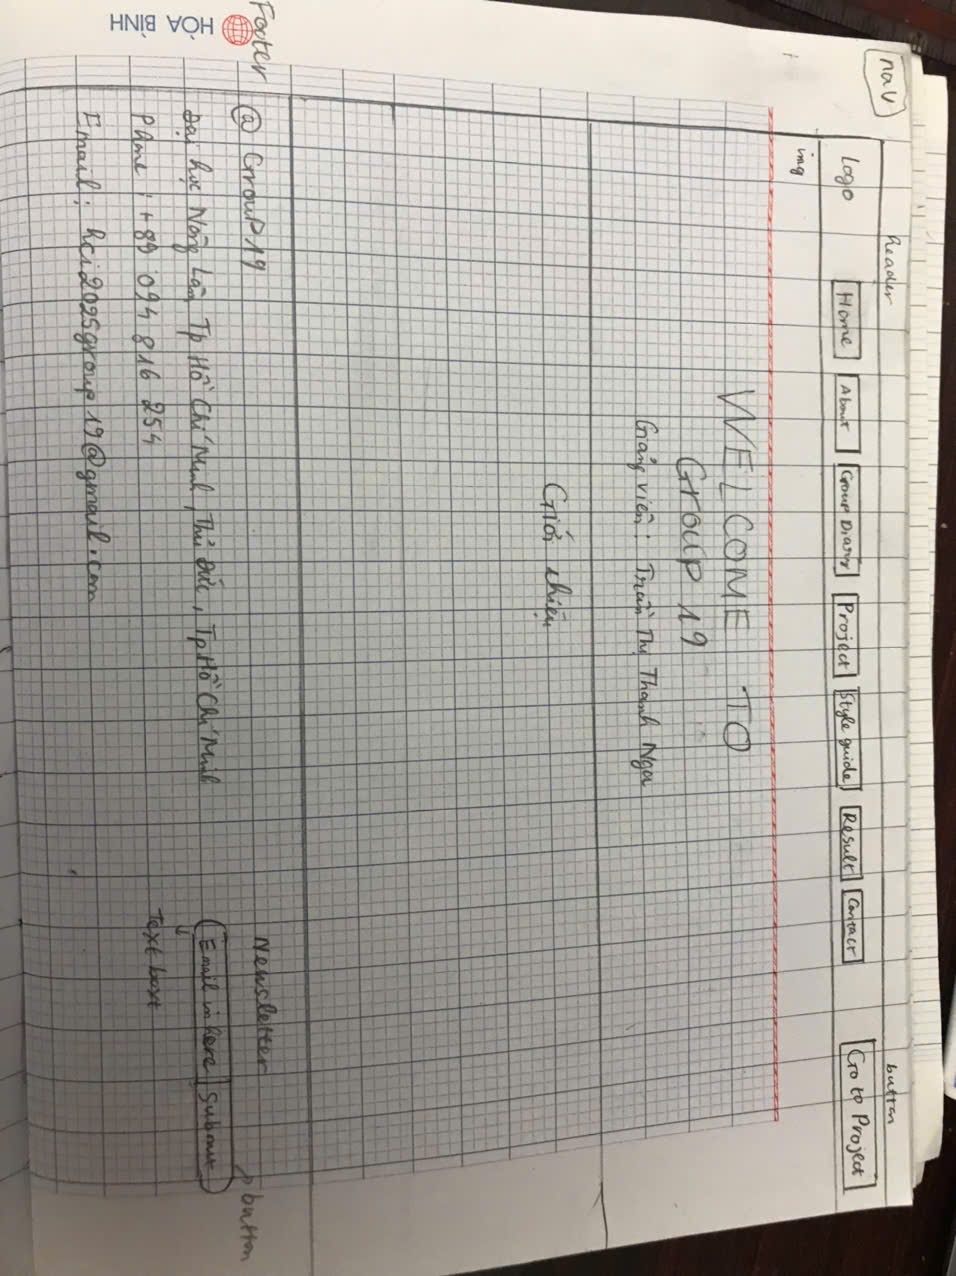 nav
header
button
Logo
Home
About
Group Diary
Project
Style guide
Result
Contact
Go to Project
img
WELCOME TO
Group 19
Giảng viên: Trần Thị Thanh Nga
Giới thiệu
Footer
@ Group 19
Newsletter
Đại học Nông Lâm Tp Hồ Chí Minh, Thủ Đức, Tp Hồ Chí Minh
Email in here
Submit
button
Phone: +89 094 816 254
text boxt
Email: hci2025group19@gmail.com
HÒA BÌNH